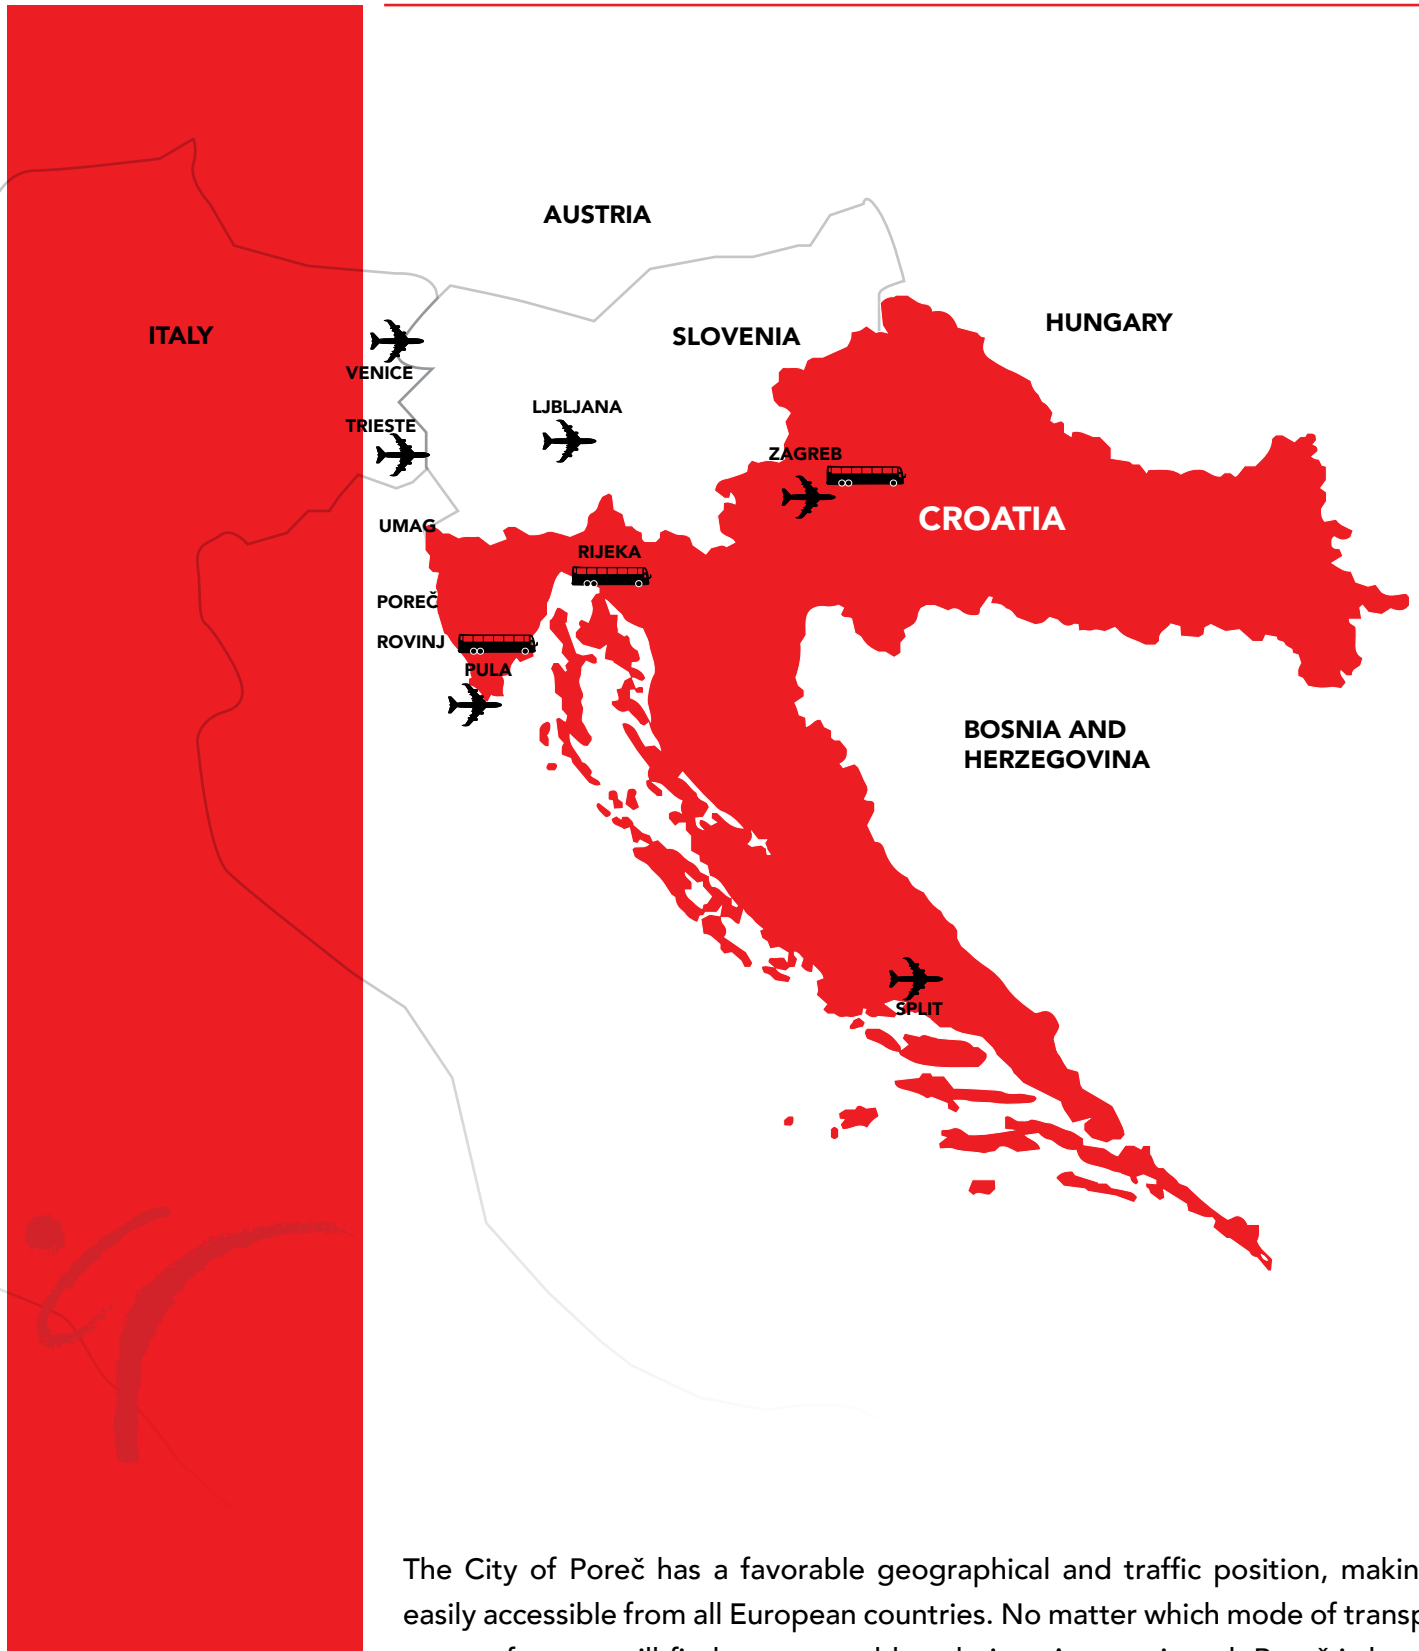 AUSTRIA
ITALY
SLOVENIA
HUNGARY
VENICE
LJBLJANA
TRIESTE
ZAGREB
CROATIA
UMAG
RIJEKA
POREČ
ROVINJ
PULA
BOSNIA AND
HERZEGOVINA
SPLIT
The City of Poreč has a favorable geographical and traffic position, makin
easily accessible from all European countries. No matter which mode of transp